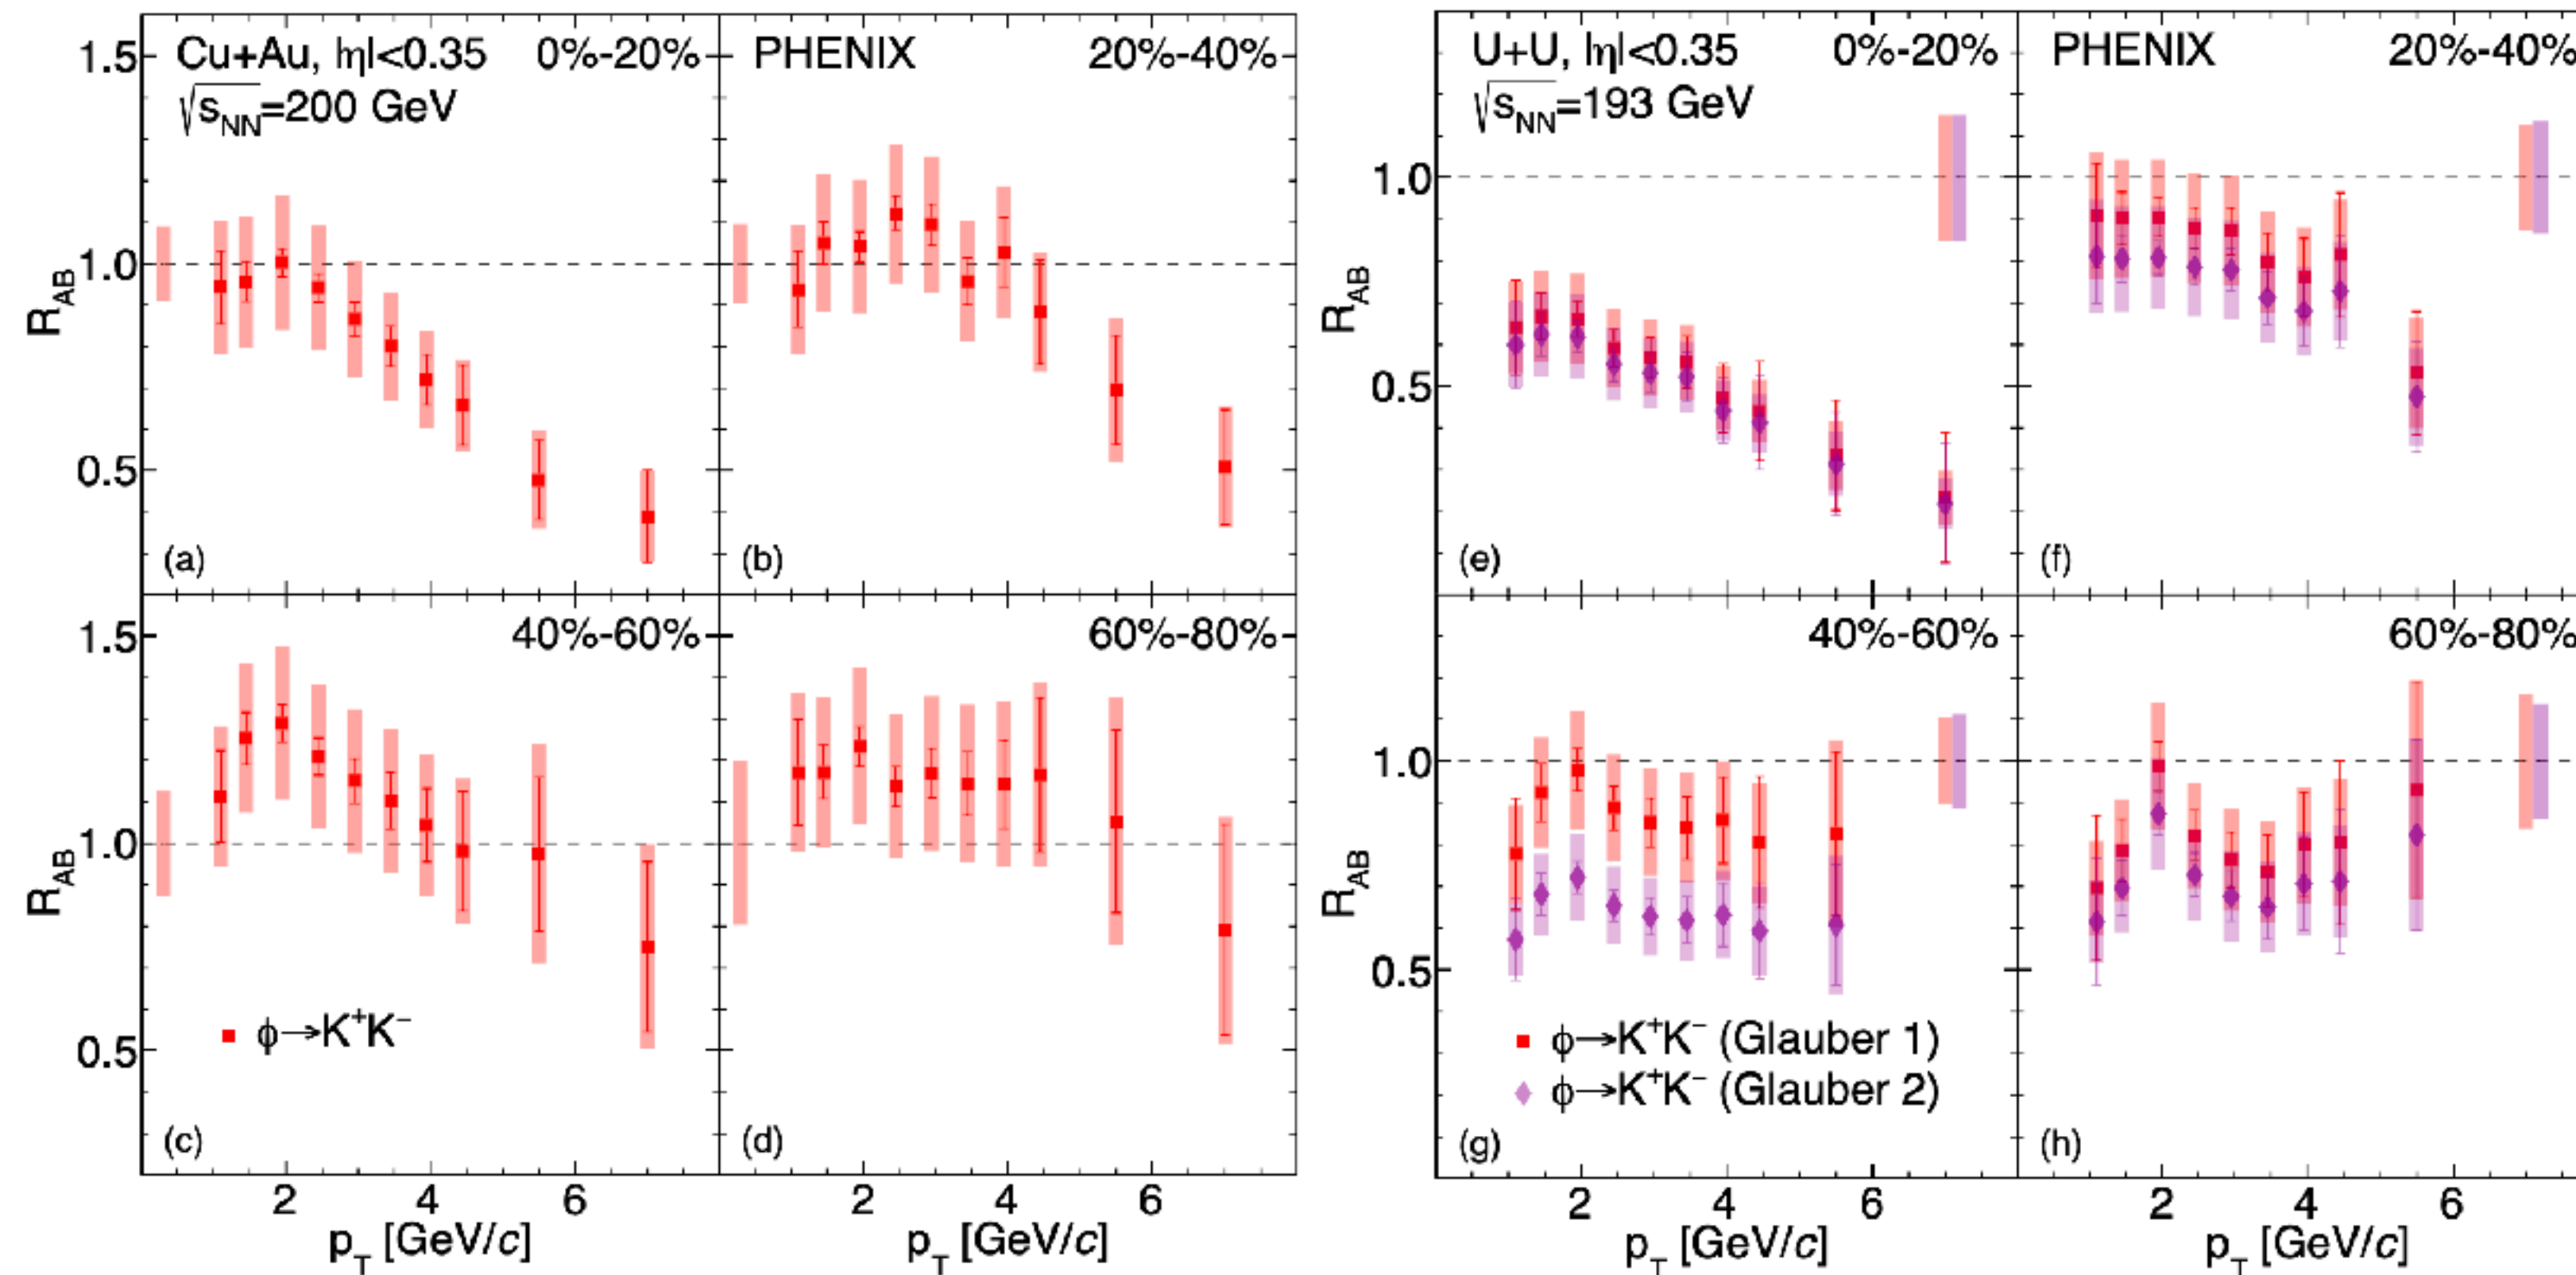 Cu+Au, |η|<0.35 0%-20%
√sNN=200 GeV
PHENIX 20%-40%
1.5
1.0
0.5
RAB
(a)
(b)
40%-60%
60%-80%
1.5
1.0
0.5
RAB
ϕ→K⁺K⁻
(c)
(d)
2 4 6
2 4 6
pT [GeV/c]
pT [GeV/c]
U+U, |η|<0.35 0%-20%
√sNN=193 GeV
PHENIX 20%-40%
1.0
0.5
RAB
(e)
(f)
40%-60%
60%-80%
1.0
0.5
RAB
ϕ→K⁺K⁻ (Glauber 1)
ϕ→K⁺K⁻ (Glauber 2)
(g)
(h)
2 4 6
2 4 6
pT [GeV/c]
pT [GeV/c]